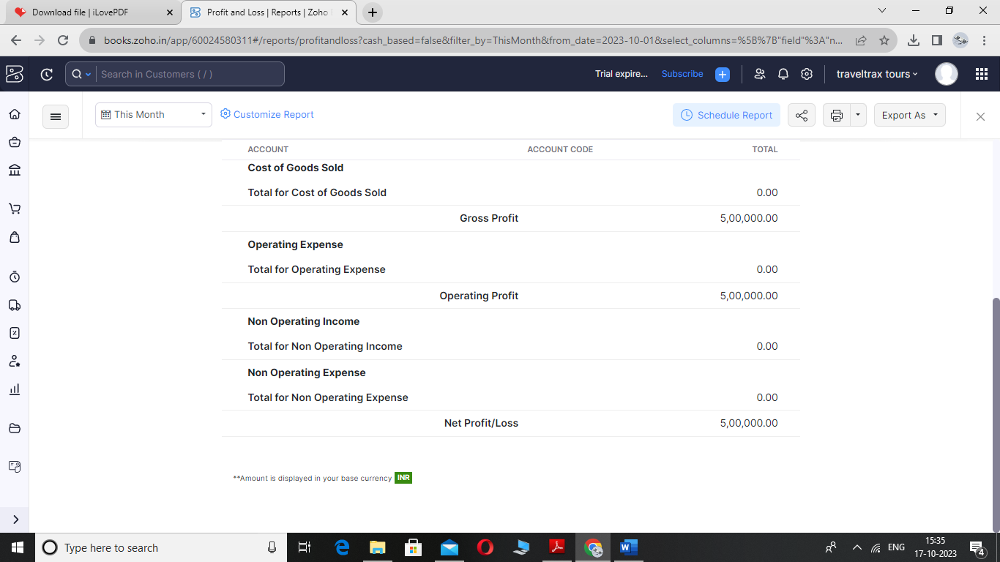 Download file | iLovePDF
Profit and Loss | Reports | Zoho
books.zoho.in/app/60024580311#/reports/profitandloss?cash_based=false&filter_by=ThisMonth&from_date=2023-10-01&select_columns=%5B%7B"field"%3A"n...
Search in Customers ( / )
Trial expire...
Subscribe
traveltrax tours
This Month
Customize Report
Schedule Report
Export As
ACCOUNT ACCOUNT CODE TOTAL
Cost of Goods Sold
Total for Cost of Goods Sold 0.00
Gross Profit 5,00,000.00
Operating Expense
Total for Operating Expense 0.00
Operating Profit 5,00,000.00
Non Operating Income
Total for Non Operating Income 0.00
Non Operating Expense
Total for Non Operating Expense 0.00
Net Profit/Loss 5,00,000.00
**Amount is displayed in your base currency INR
Type here to search
ENG
15:35
17-10-2023
4